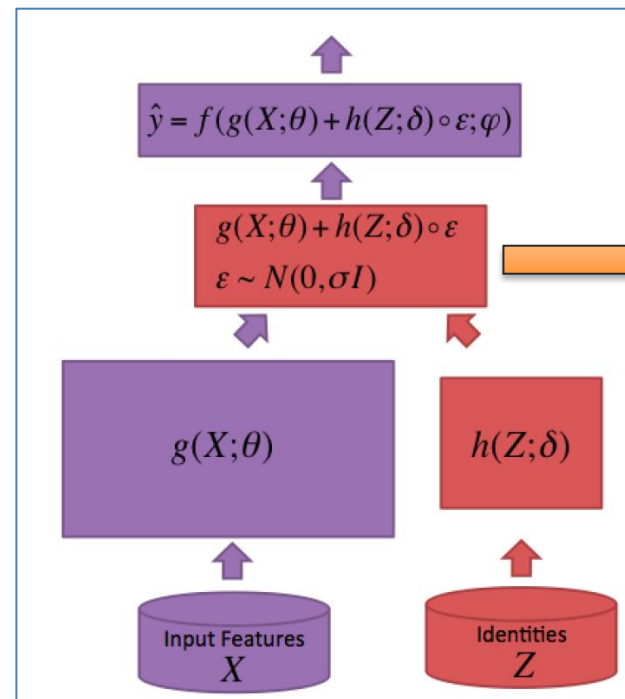 ŷ = f(g(X;θ)+h(Z;δ)∘ε;φ)
g(X;θ)+h(Z;δ)∘ε
ε ~ N(0,σI)
g(X;θ)
h(Z;δ)
Input Features
X
Identities
Z